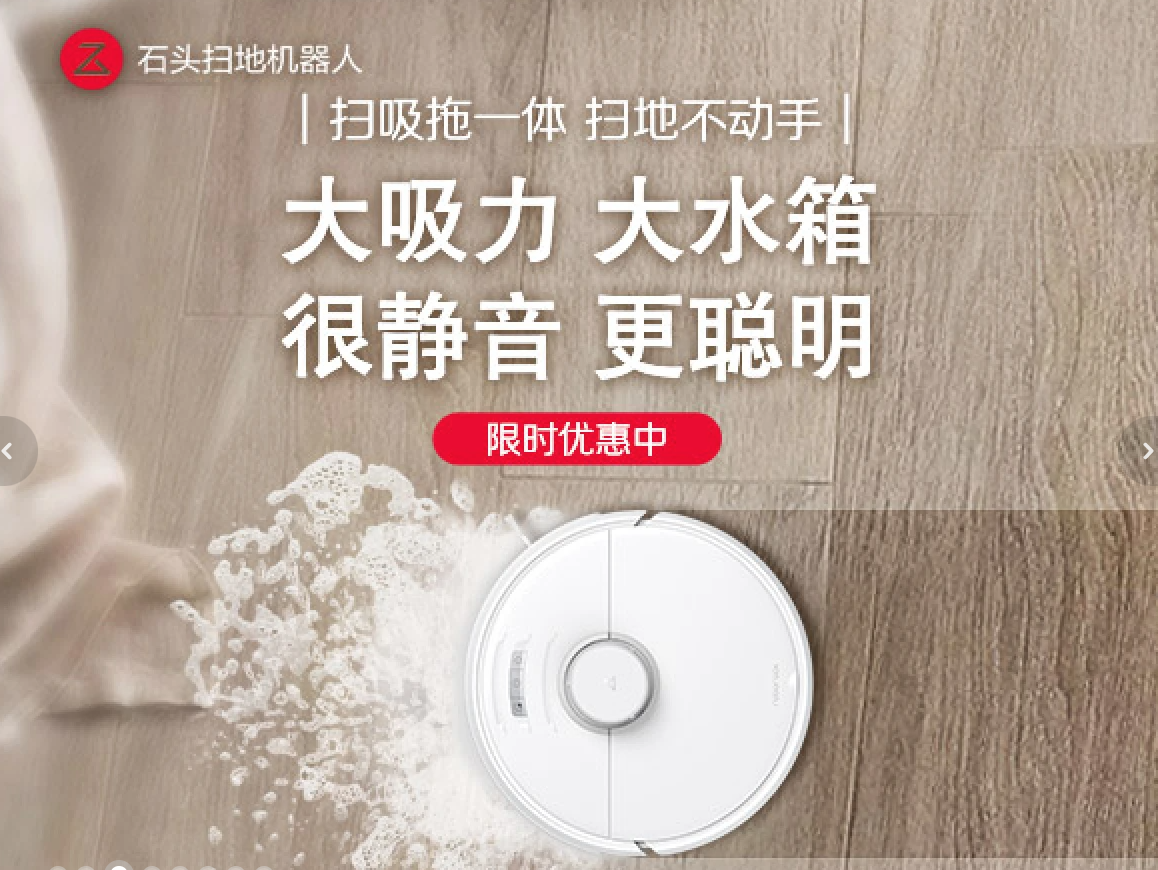 石头扫地机器人
| 扫吸拖一体 扫地不动手 |
大吸力 大水箱
很静音 更聪明
限时优惠中